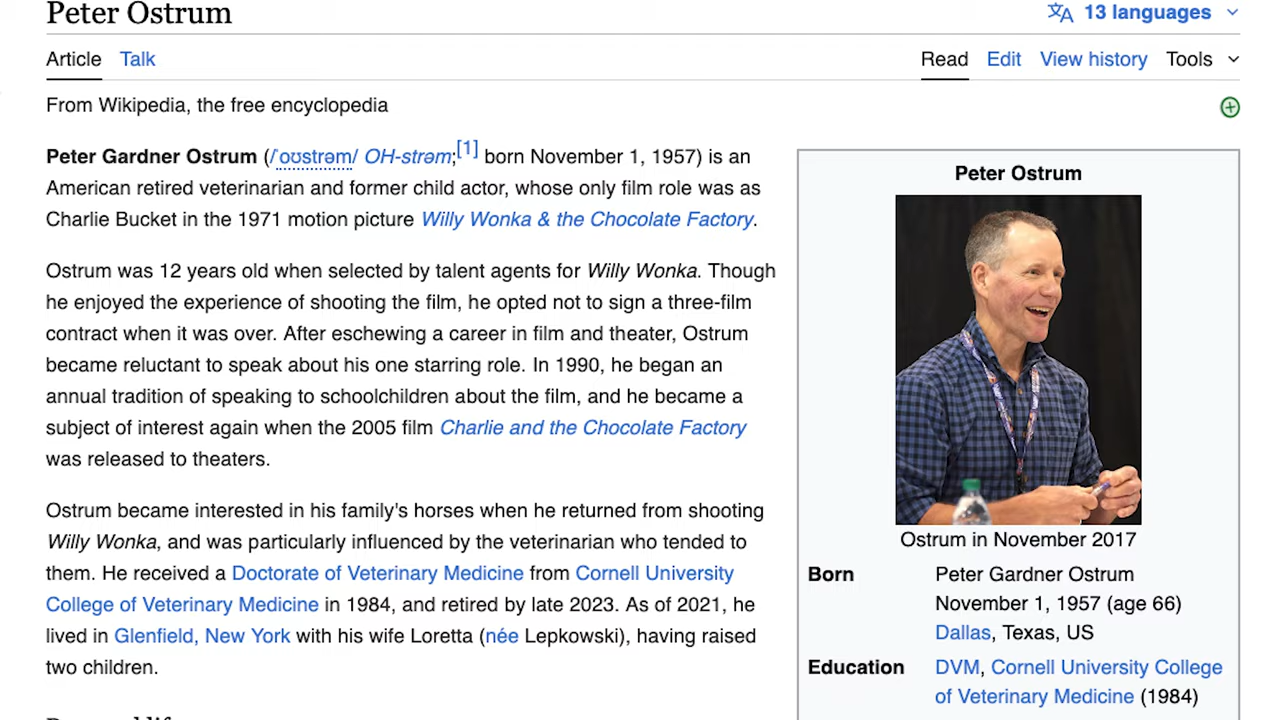 Peter Ostrum
文A 13 languages
Article Talk Read Edit View history Tools
From Wikipedia, the free encyclopedia
Peter Gardner Ostrum (/ˈoʊstrəm/ OH-strəm;[1] born November 1, 1957) is an
American retired veterinarian and former child actor, whose only film role was as
Charlie Bucket in the 1971 motion picture Willy Wonka & the Chocolate Factory.
Ostrum was 12 years old when selected by talent agents for Willy Wonka. Though
he enjoyed the experience of shooting the film, he opted not to sign a three-film
contract when it was over. After eschewing a career in film and theater, Ostrum
became reluctant to speak about his one starring role. In 1990, he began an
annual tradition of speaking to schoolchildren about the film, and he became a
subject of interest again when the 2005 film Charlie and the Chocolate Factory
was released to theaters.
Ostrum became interested in his family's horses when he returned from shooting
Willy Wonka, and was particularly influenced by the veterinarian who tended to
them. He received a Doctorate of Veterinary Medicine from Cornell University
College of Veterinary Medicine in 1984, and retired by late 2023. As of 2021, he
lived in Glenfield, New York with his wife Loretta (née Lepkowski), having raised
two children.
Peter Ostrum
Ostrum in November 2017
Born Peter Gardner Ostrum
November 1, 1957 (age 66)
Dallas, Texas, US
Education DVM, Cornell University College
of Veterinary Medicine (1984)